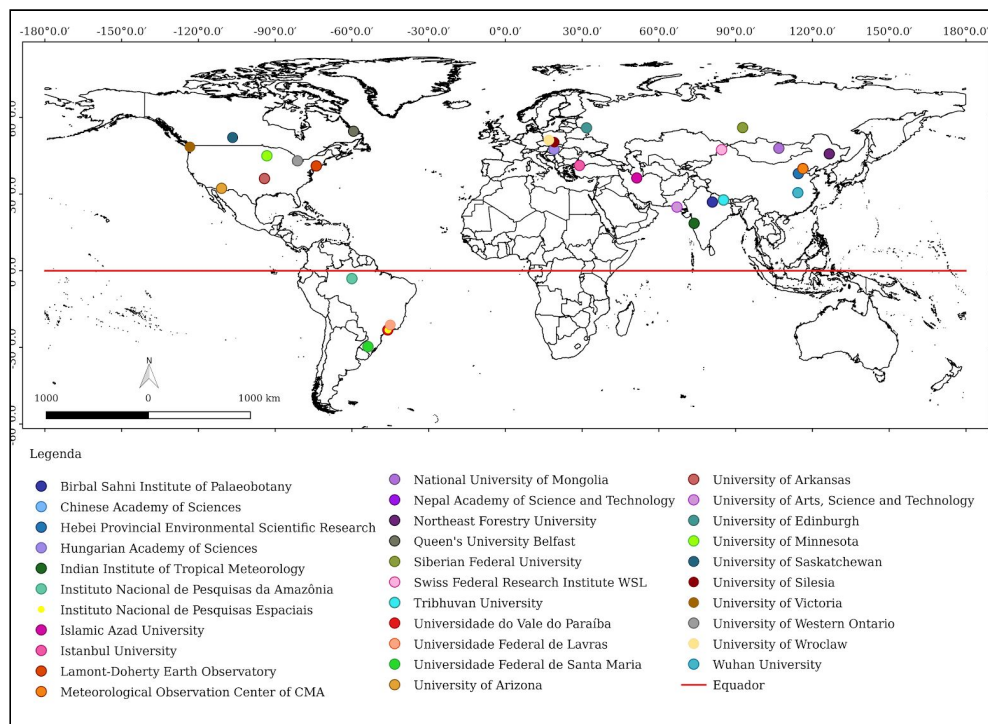 -180°0.0 -150°0.0 -120°0.0 -90°0.0 -60°0.0 -30°0.0 0°0.0 30°0.0 60°0.0 90°0.0 120°0.0 150°0.0 180°0.0
N
1000 0 1000 km
Legenda
Birbal Sahni Institute of Palaeobotany
Chinese Academy of Sciences
Hebei Provincial Environmental Scientific Research
Hungarian Academy of Sciences
Indian Institute of Tropical Meteorology
Instituto Nacional de Pesquisas da Amazônia
Instituto Nacional de Pesquisas Espaciais
Islamic Azad University
Istanbul University
Lamont-Doherty Earth Observatory
Meteorological Observation Center of CMA
National University of Mongolia
Nepal Academy of Science and Technology
Northeast Forestry University
Queen's University Belfast
Siberian Federal University
Swiss Federal Research Institute WSL
Tribhuvan University
Universidade do Vale do Paraíba
Universidade Federal de Lavras
Universidade Federal de Santa Maria
University of Arizona
University of Arkansas
University of Arts, Science and Technology
University of Edinburgh
University of Minnesota
University of Saskatchewan
University of Silesia
University of Victoria
University of Western Ontario
University of Wroclaw
Wuhan University
Equador